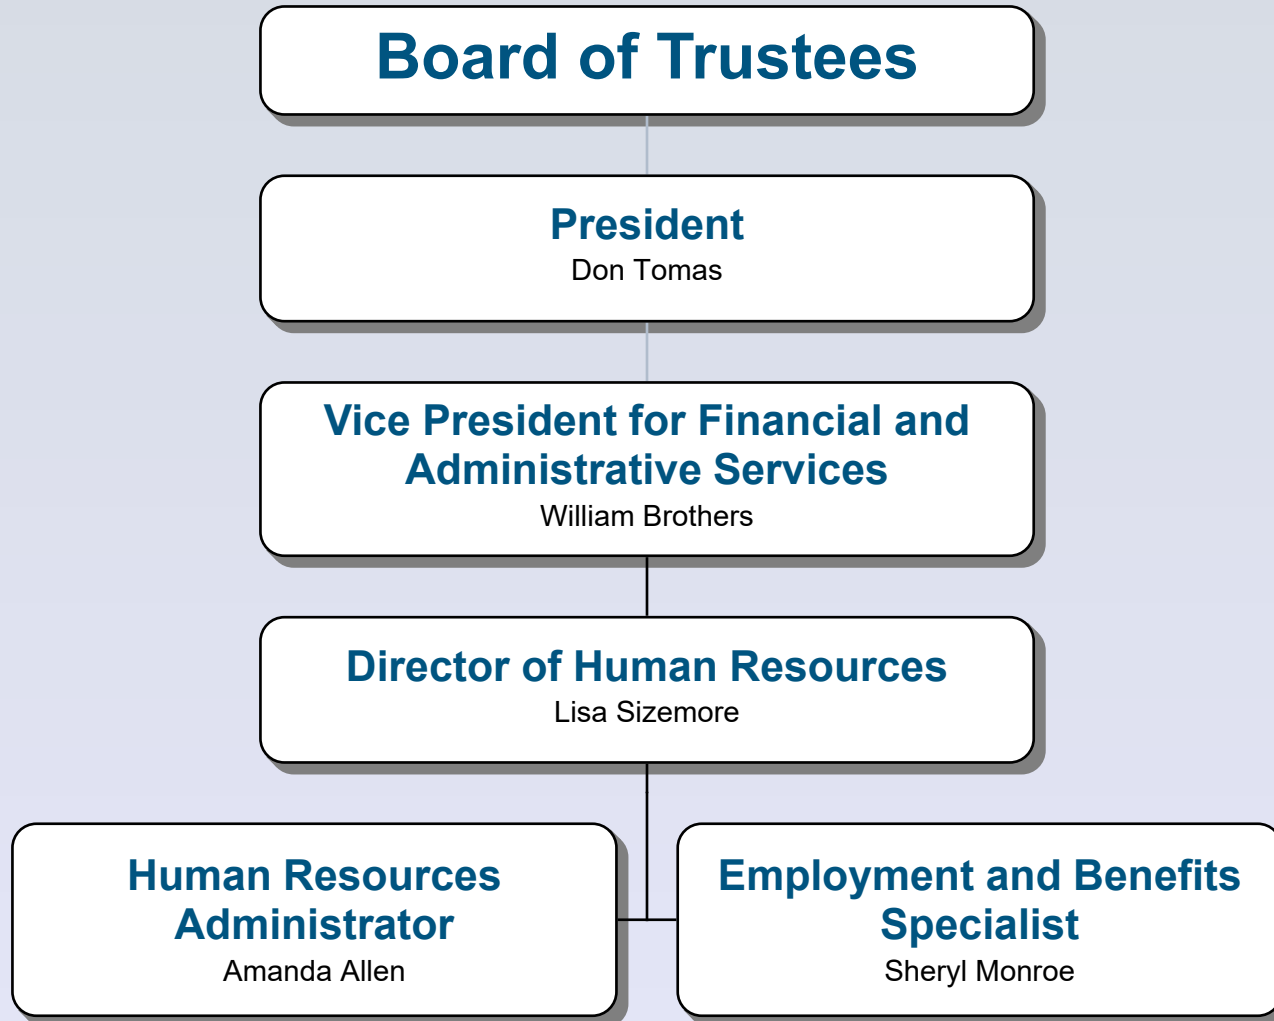 Board of Trustees
President
Don Tomas
Vice President for Financial and
Administrative Services
William Brothers
Director of Human Resources
Lisa Sizemore
Human Resources
Administrator
Amanda Allen
Employment and Benefits
Specialist
Sheryl Monroe